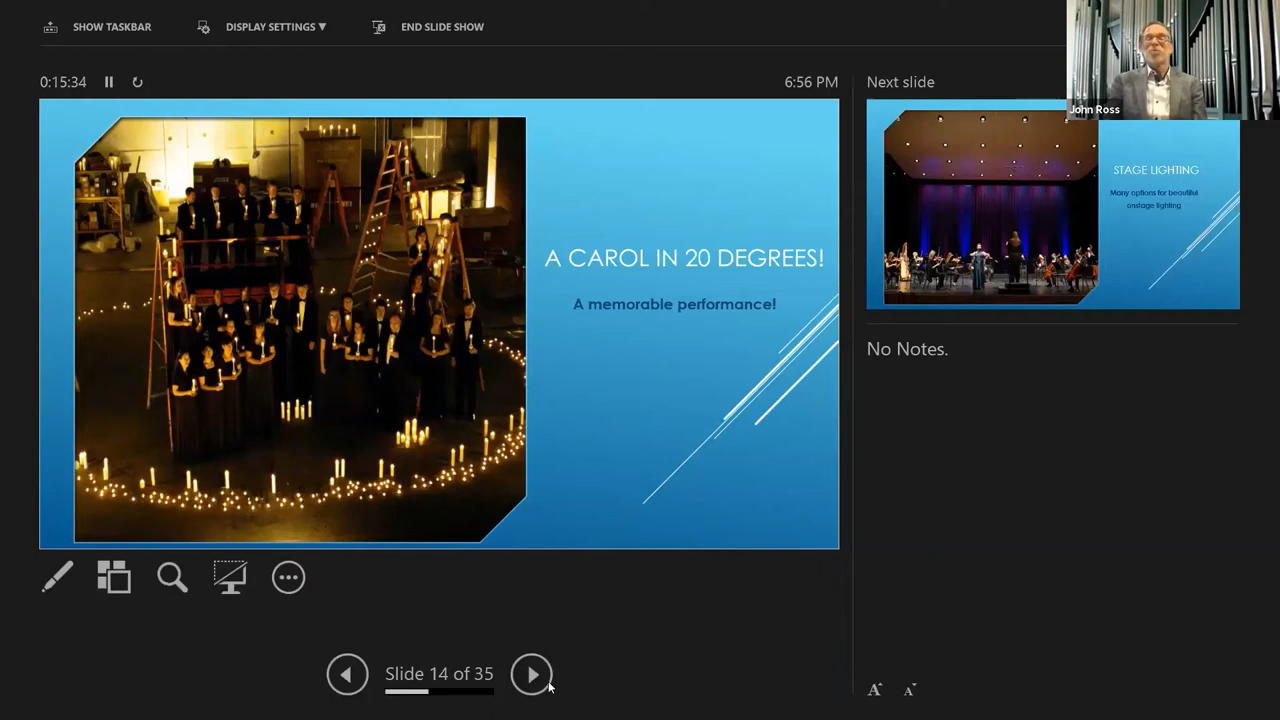 SHOW TASKBAR
DISPLAY SETTINGS ▼
END SLIDE SHOW
John Ross
0:15:34
6:56 PM
Next slide
A CAROL IN 20 DEGREES!
A memorable performance!
STAGE LIGHTING
Many options for beautiful
onstage lighting
No Notes.
Slide 14 of 35
A
A